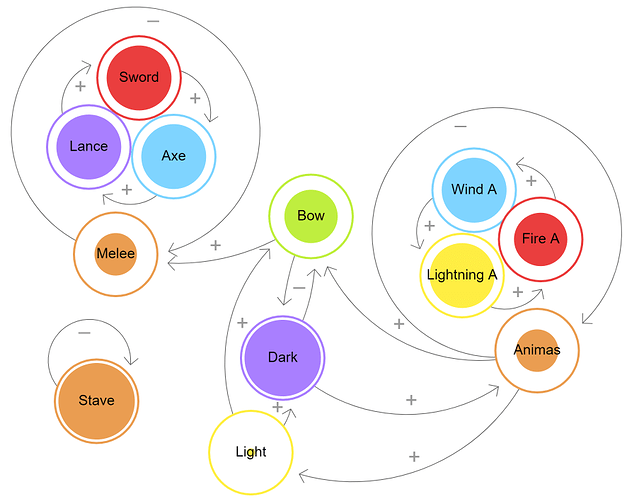 −
Sword
+
+
Lance
Axe
+
−
Wind A
Bow
+
Fire A
+
Melee
Lightning A
+
−
+
+
−
Animas
Dark
Stave
+
+
Light
+